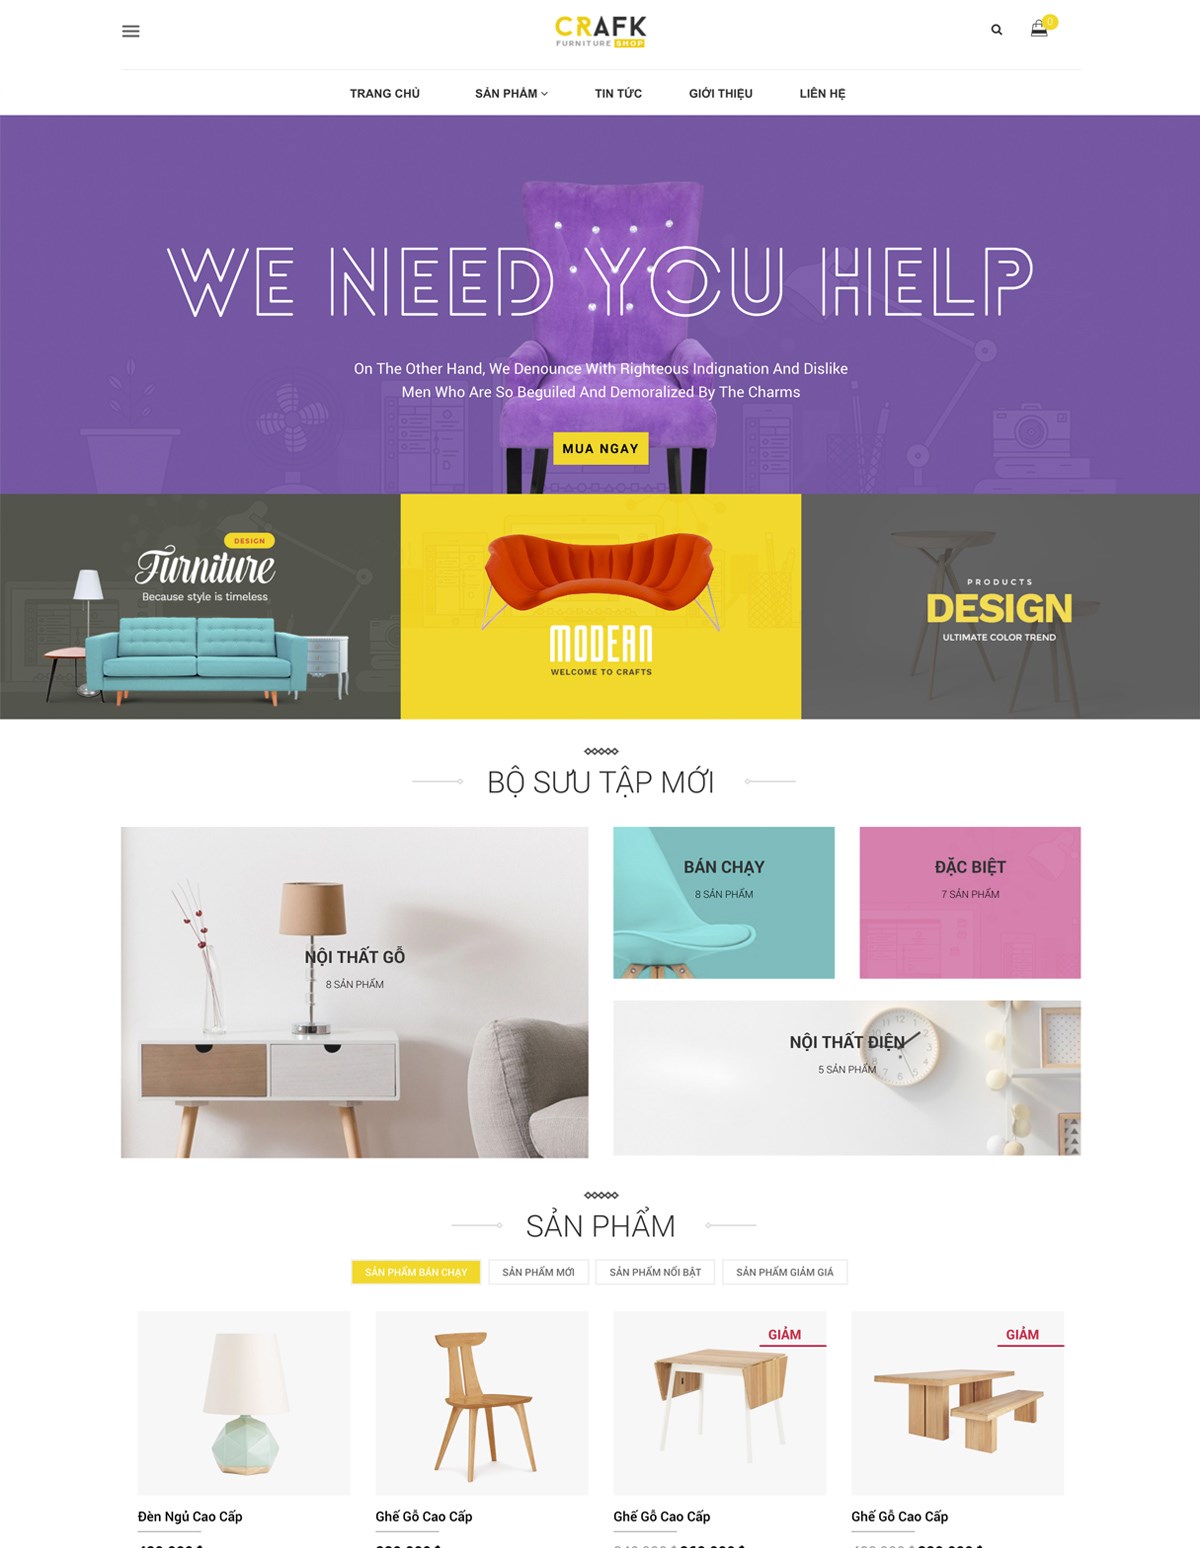 CRAFK
FURNITURE SHOP
0
TRANG CHỦ SẢN PHẨM TIN TỨC GIỚI THIỆU LIÊN HỆ
WE NEED YOU HELP
On The Other Hand, We Denounce With Righteous Indignation And Dislike
Men Who Are So Beguiled And Demoralized By The Charms
MUA NGAY
DESIGN
Furniture
Because style is timeless
MODERN
WELCOME TO CRAFTS
PRODUCTS
DESIGN
ULTIMATE COLOR TREND
BỘ SƯU TẬP MỚI
NỘI THẤT GỖ
8 SẢN PHẨM
BÁN CHẠY
8 SẢN PHẨM
ĐẶC BIỆT
7 SẢN PHẨM
NỘI THẤT ĐIỆN
5 SẢN PHẨM
SẢN PHẨM
SẢN PHẨM BÁN CHẠY SẢN PHẨM MỚI SẢN PHẨM NỔI BẬT SẢN PHẨM GIẢM GIÁ
GIẢM
GIẢM
Đèn Ngủ Cao Cấp
Ghế Gỗ Cao Cấp
Ghế Gỗ Cao Cấp
Ghế Gỗ Cao Cấp